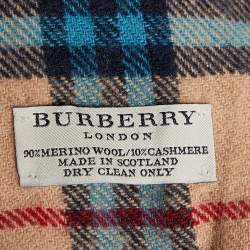 BURBERRY
LONDON
90%MERINO WOOL/10%CASHMERE
MADE IN SCOTLAND
DRY CLEAN ONLY